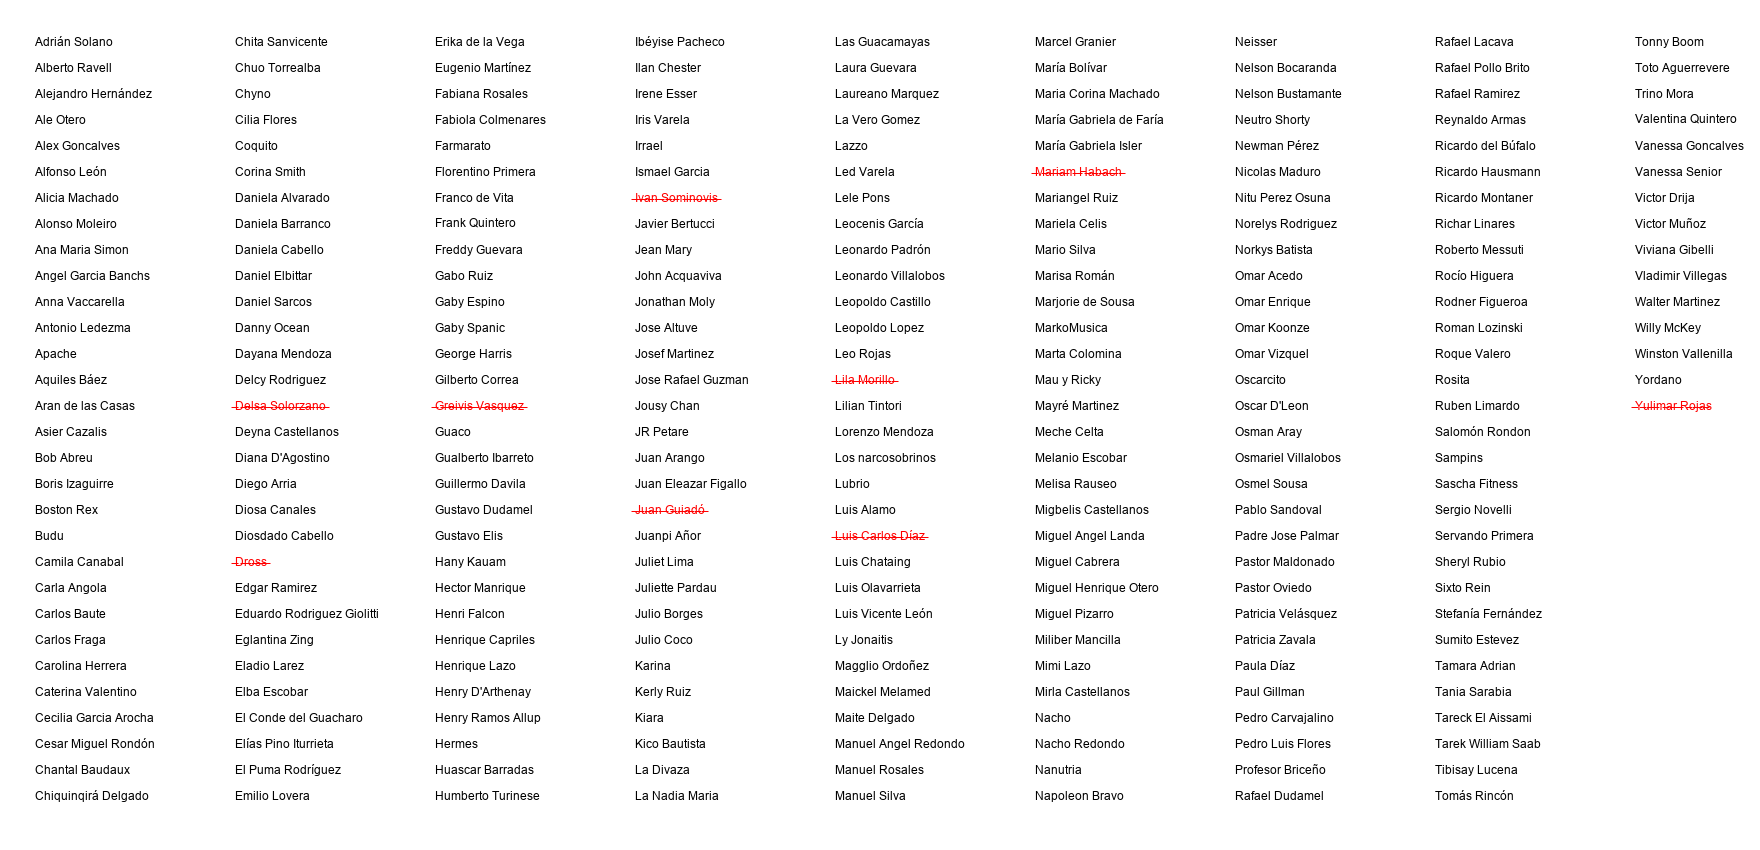 Adrián Solano
Alberto Ravell
Alejandro Hernández
Ale Otero
Alex Goncalves
Alfonso León
Alicia Machado
Alonso Moleiro
Ana Maria Simon
Angel Garcia Banchs
Anna Vaccarella
Antonio Ledezma
Apache
Aquiles Báez
Aran de las Casas
Asier Cazalis
Bob Abreu
Boris Izaguirre
Boston Rex
Budu
Camila Canabal
Carla Angola
Carlos Baute
Carlos Fraga
Carolina Herrera
Caterina Valentino
Cecilia Garcia Arocha
Cesar Miguel Rondón
Chantal Baudaux
Chiquinqirá Delgado
Chita Sanvicente
Chuo Torrealba
Chyno
Cilia Flores
Coquito
Corina Smith
Daniela Alvarado
Daniela Barranco
Daniela Cabello
Daniel Elbittar
Daniel Sarcos
Danny Ocean
Dayana Mendoza
Delcy Rodriguez
Delsa Solorzano
Deyna Castellanos
Diana D'Agostino
Diego Arria
Diosa Canales
Diosdado Cabello
Dross
Edgar Ramirez
Eduardo Rodriguez Giolitti
Eglantina Zing
Eladio Larez
Elba Escobar
El Conde del Guacharo
Elías Pino Iturrieta
El Puma Rodríguez
Emilio Lovera
Erika de la Vega
Eugenio Martínez
Fabiana Rosales
Fabiola Colmenares
Farmarato
Florentino Primera
Franco de Vita
Frank Quintero
Freddy Guevara
Gabo Ruiz
Gaby Espino
Gaby Spanic
George Harris
Gilberto Correa
Greivis Vasquez
Guaco
Gualberto Ibarreto
Guillermo Davila
Gustavo Dudamel
Gustavo Elis
Hany Kauam
Hector Manrique
Henri Falcon
Henrique Capriles
Henrique Lazo
Henry D'Arthenay
Henry Ramos Allup
Hermes
Huascar Barradas
Humberto Turinese
Ibéyise Pacheco
Ilan Chester
Irene Esser
Iris Varela
Irrael
Ismael Garcia
Ivan Sominovis
Javier Bertucci
Jean Mary
John Acquaviva
Jonathan Moly
Jose Altuve
Josef Martinez
Jose Rafael Guzman
Jousy Chan
JR Petare
Juan Arango
Juan Eleazar Figallo
Juan Guiadó
Juanpi Añor
Juliet Lima
Juliette Pardau
Julio Borges
Julio Coco
Karina
Kerly Ruiz
Kiara
Kico Bautista
La Divaza
La Nadia Maria
Las Guacamayas
Laura Guevara
Laureano Marquez
La Vero Gomez
Lazzo
Led Varela
Lele Pons
Leocenis García
Leonardo Padrón
Leonardo Villalobos
Leopoldo Castillo
Leopoldo Lopez
Leo Rojas
Lila Morillo
Lilian Tintori
Lorenzo Mendoza
Los narcosobrinos
Lubrio
Luis Alamo
Luis Carlos Díaz
Luis Chataing
Luis Olavarrieta
Luis Vicente León
Ly Jonaitis
Magglio Ordoñez
Maickel Melamed
Maite Delgado
Manuel Angel Redondo
Manuel Rosales
Manuel Silva
Marcel Granier
María Bolívar
Maria Corina Machado
María Gabriela de Faría
María Gabriela Isler
Mariam Habach
Mariangel Ruiz
Mariela Celis
Mario Silva
Marisa Román
Marjorie de Sousa
MarkoMusica
Marta Colomina
Mau y Ricky
Mayré Martinez
Meche Celta
Melanio Escobar
Melisa Rauseo
Migbelis Castellanos
Miguel Angel Landa
Miguel Cabrera
Miguel Henrique Otero
Miguel Pizarro
Miliber Mancilla
Mimi Lazo
Mirla Castellanos
Nacho
Nacho Redondo
Nanutria
Napoleon Bravo
Neisser
Nelson Bocaranda
Nelson Bustamante
Neutro Shorty
Newman Pérez
Nicolas Maduro
Nitu Perez Osuna
Norelys Rodriguez
Norkys Batista
Omar Acedo
Omar Enrique
Omar Koonze
Omar Vizquel
Oscarcito
Oscar D'Leon
Osman Aray
Osmariel Villalobos
Osmel Sousa
Pablo Sandoval
Padre Jose Palmar
Pastor Maldonado
Pastor Oviedo
Patricia Velásquez
Patricia Zavala
Paula Díaz
Paul Gillman
Pedro Carvajalino
Pedro Luis Flores
Profesor Briceño
Rafael Dudamel
Rafael Lacava
Rafael Pollo Brito
Rafael Ramirez
Reynaldo Armas
Ricardo del Búfalo
Ricardo Hausmann
Ricardo Montaner
Richar Linares
Roberto Messuti
Rocío Higuera
Rodner Figueroa
Roman Lozinski
Roque Valero
Rosita
Ruben Limardo
Salomón Rondon
Sampins
Sascha Fitness
Sergio Novelli
Servando Primera
Sheryl Rubio
Sixto Rein
Stefanía Fernández
Sumito Estevez
Tamara Adrian
Tania Sarabia
Tareck El Aissami
Tarek William Saab
Tibisay Lucena
Tomás Rincón
Tonny Boom
Toto Aguerrevere
Trino Mora
Valentina Quintero
Vanessa Goncalves
Vanessa Senior
Victor Drija
Victor Muñoz
Viviana Gibelli
Vladimir Villegas
Walter Martinez
Willy McKey
Winston Vallenilla
Yordano
Yulimar Rojas